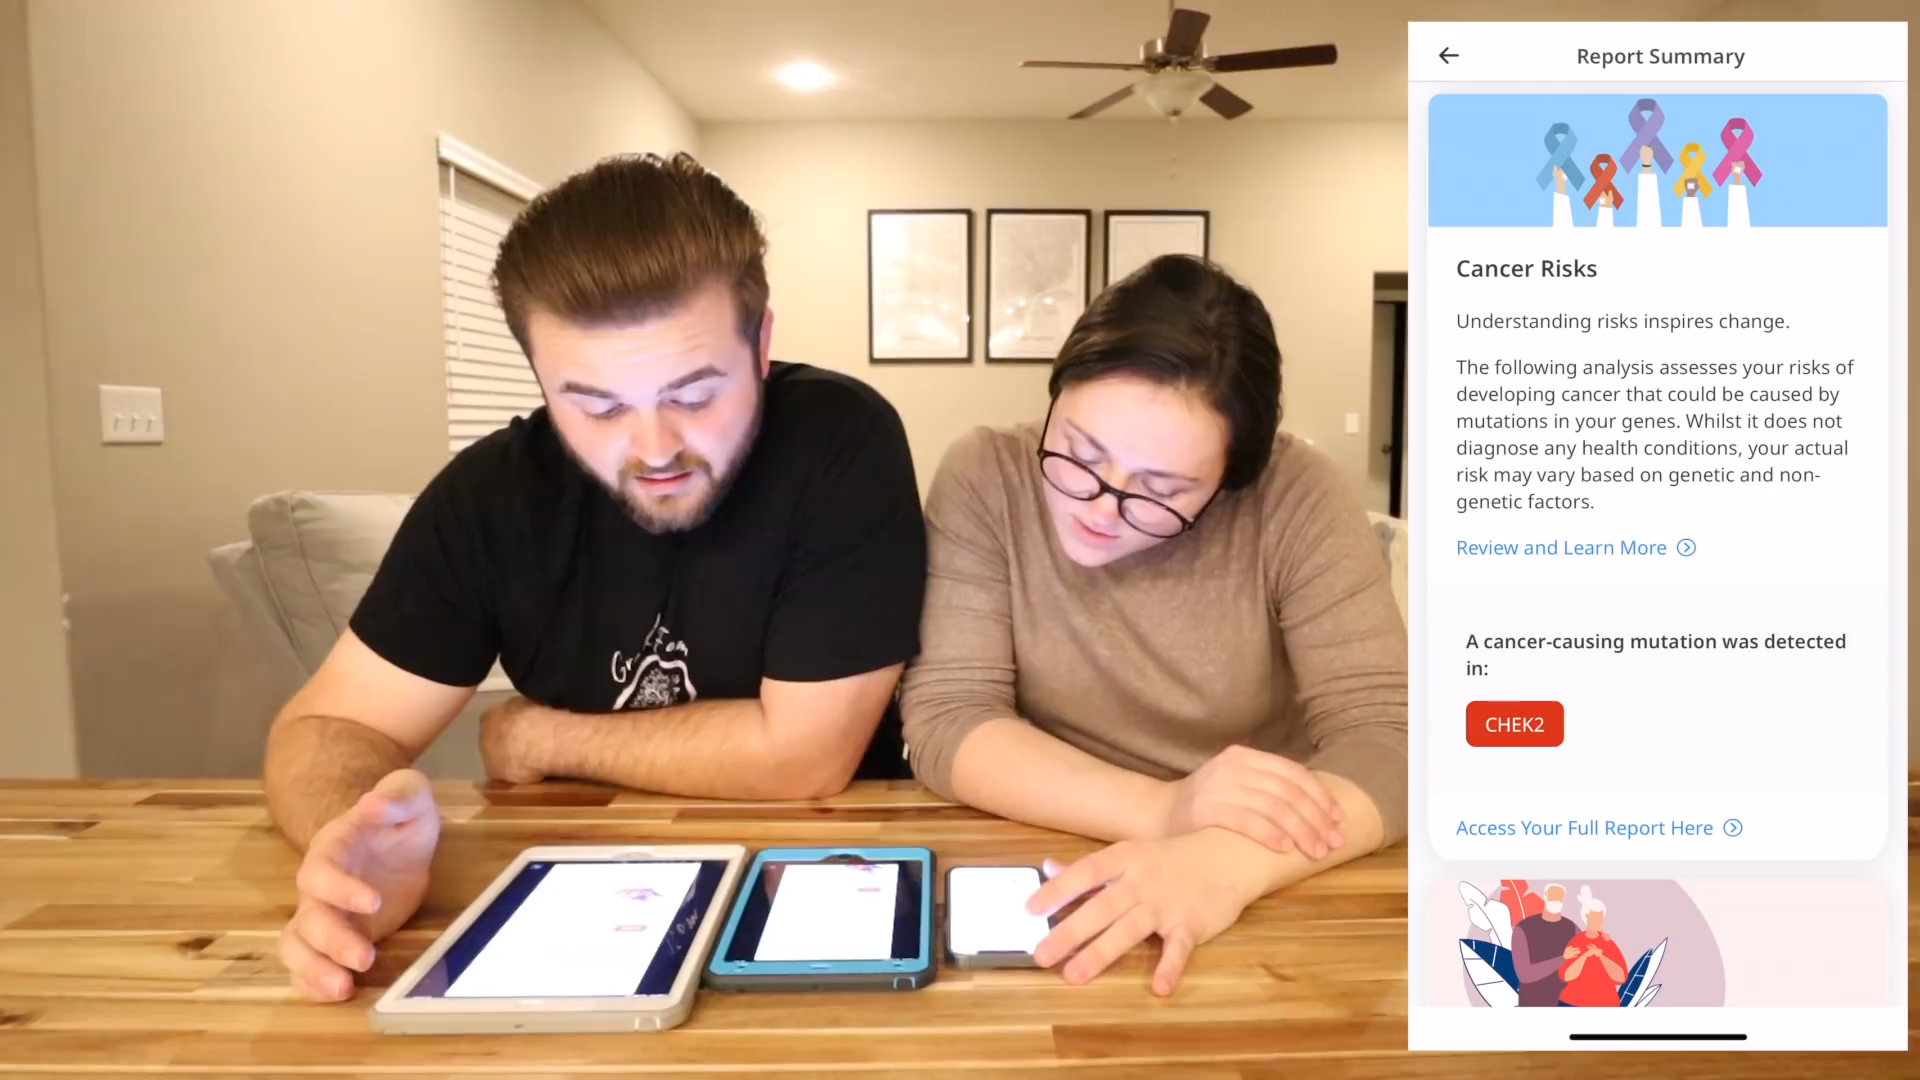 Report Summary
Cancer Risks
Understanding risks inspires change.
The following analysis assesses your risks of
developing cancer that could be caused by
mutations in your genes. Whilst it does not
diagnose any health conditions, your actual
risk may vary based on genetic and non-
genetic factors.
Review and Learn More
A cancer-causing mutation was detected
in:
CHEK2
Access Your Full Report Here